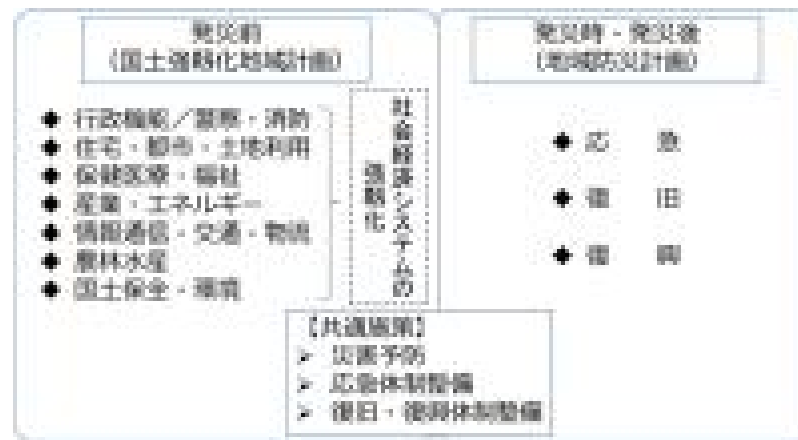 発災前
（国土強靱化地域計画）
◆ 行政機能／警察・消防
◆ 住宅・都市・土地利用
◆ 保健医療・福祉
◆ 産業・エネルギー
◆ 情報通信・交通・物流
◆ 農林水産
◆ 国土保全・環境
社会経済システムの
強靱化
発災時・発災後
（地域防災計画）
◆ 応　急
◆ 復　旧
◆ 復　興
【共通施策】
➢ 災害予防
➢ 応急体制整備
➢ 復旧・復興体制整備